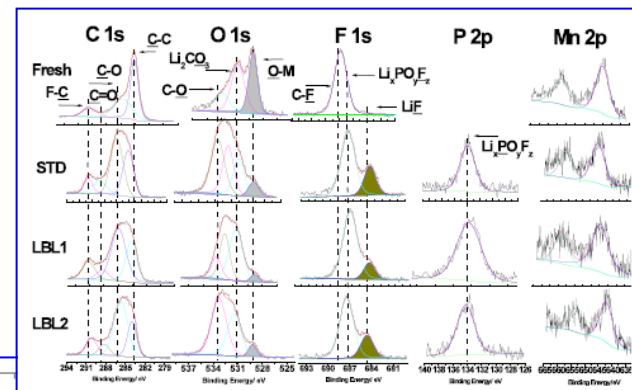 C 1s O 1s F 1s P 2p Mn 2p
C-C
Li2CO3
O-M
LixPOyFz
Fresh
C-O
F-C
C=O
C-O
C-F
LiF
STD
LixPOyFz
LBL1
LBL2
294 291 288 285 282 279
537 534 531 528 525
693 690 687 684 681
140 138 136 134 132 130 128 126
Binding Energy/ eV
Binding Energy/ eV
Binding Energy/ eV
Binding Energy/ eV
Binding Energy/ eV